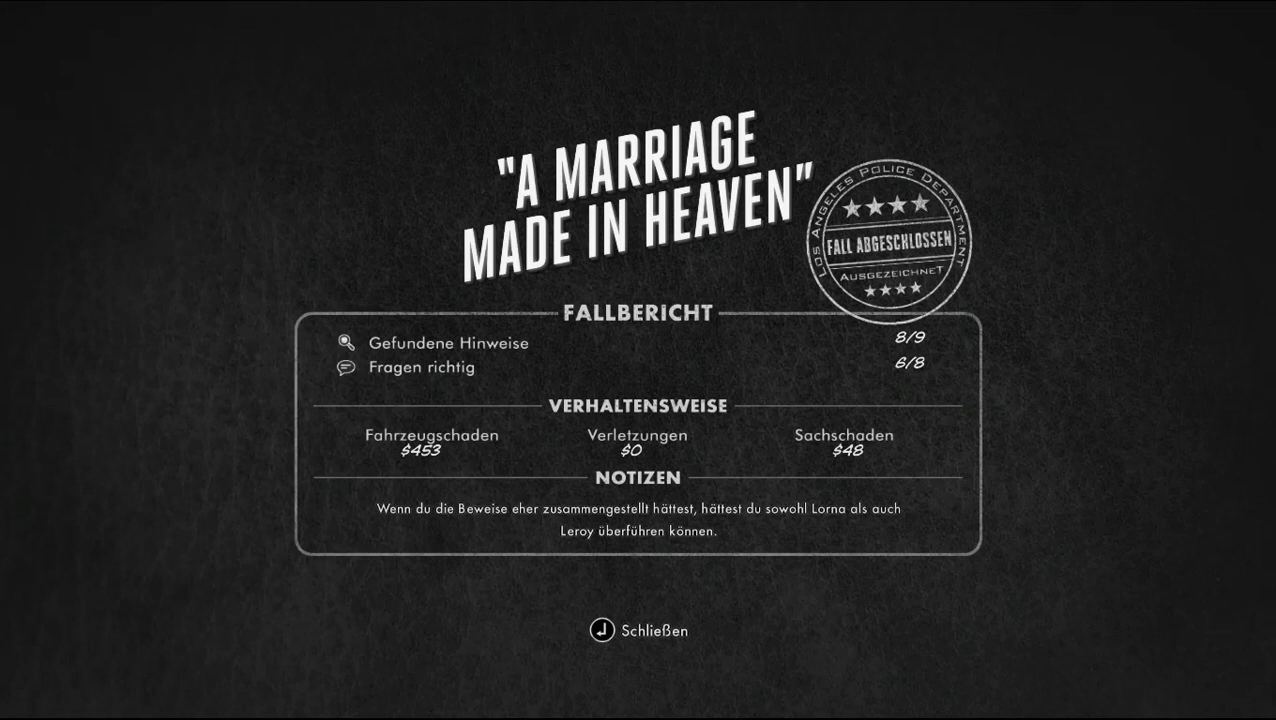 "A MARRIAGE
MADE IN HEAVEN"
LOS ANGELES POLICE DEPARTMENT
FALL ABGESCHLOSSEN
AUSGEZEICHNET
FALLBERICHT
Gefundene Hinweise 8/9
Fragen richtig 6/8
VERHALTENSWEISE
Fahrzeugschaden Verletzungen Sachschaden
$453 $0 $48
NOTIZEN
Wenn du die Beweise eher zusammengestellt hättest, hättest du sowohl Lorna als auch
Leroy überführen können.
Schließen